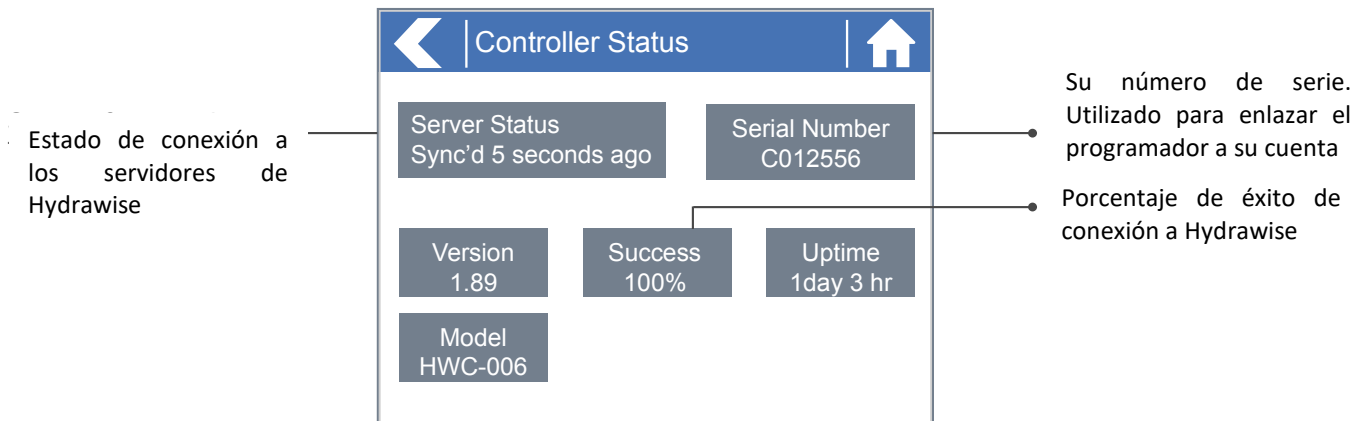 Controller Status
Server Status
Sync'd 5 seconds ago
Serial Number
C012556
Version
1.89
Success
100%
Uptime
1day 3 hr
Model
HWC-006
Estado de conexión a
los servidores de
Hydrawise
Su número de serie.
Utilizado para enlazar el
programador a su cuenta
Porcentaje de éxito de
conexión a Hydrawise